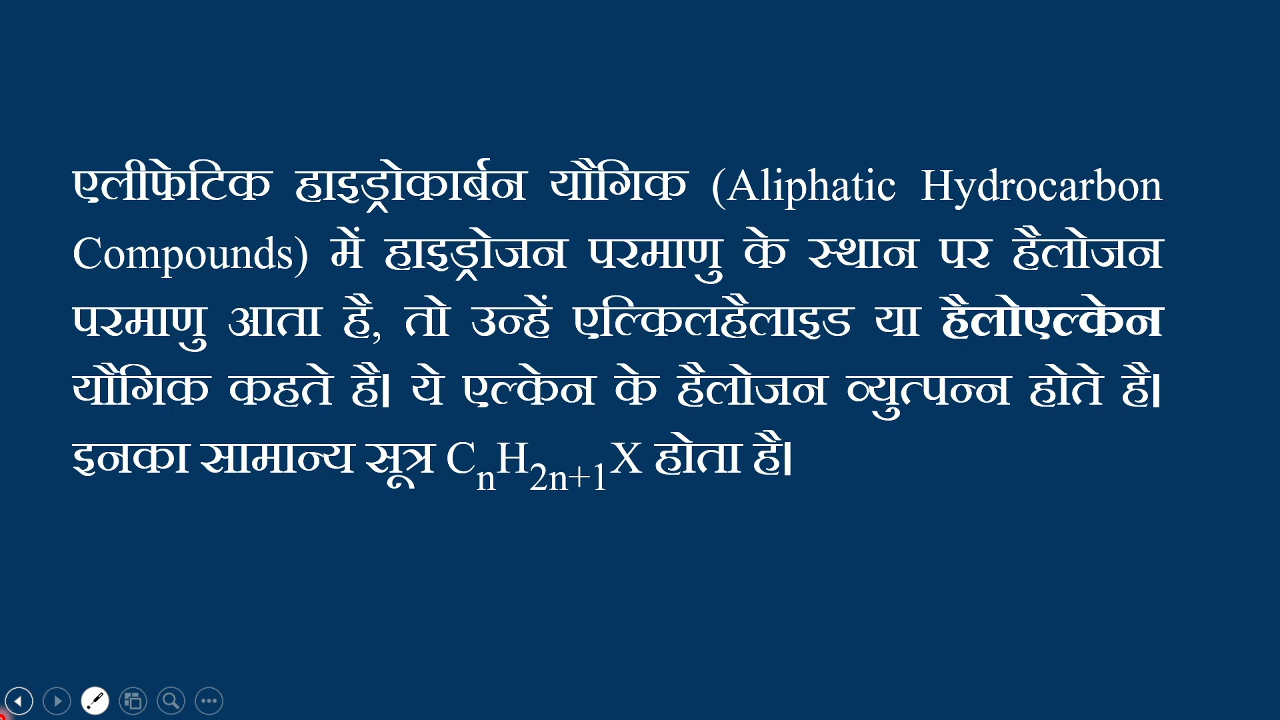 एलीफेटिक हाइड्रोकार्बन यौगिक (Aliphatic Hydrocarbon
Compounds) में हाइड्रोजन परमाणु के स्थान पर हैलोजन
परमाणु आता है, तो उन्हें एल्किलहैलाइड या हैलोएल्केन
यौगिक कहते है। ये एल्केन के हैलोजन व्युत्पन्न होते है।
इनका सामान्य सूत्र CₙH₂ₙ₊₁X होता है।